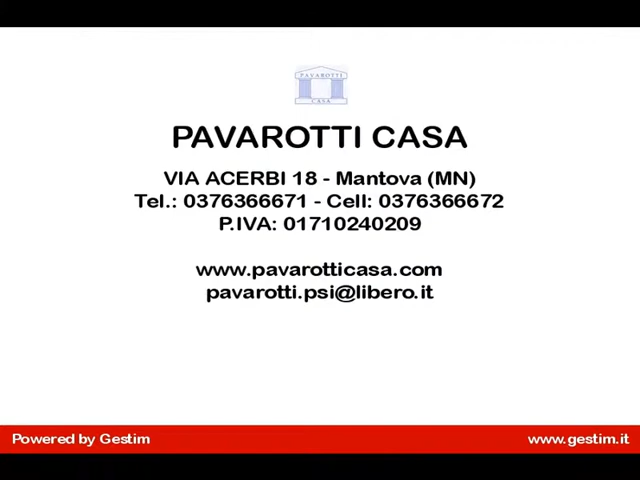 PAVAROTTI
CASA
PAVAROTTI CASA
VIA ACERBI 18 - Mantova (MN)
Tel.: 0376366671 - Cell: 0376366672
P.IVA: 01710240209
www.pavarotticasa.com
pavarotti.psi@libero.it
Powered by Gestim
www.gestim.it